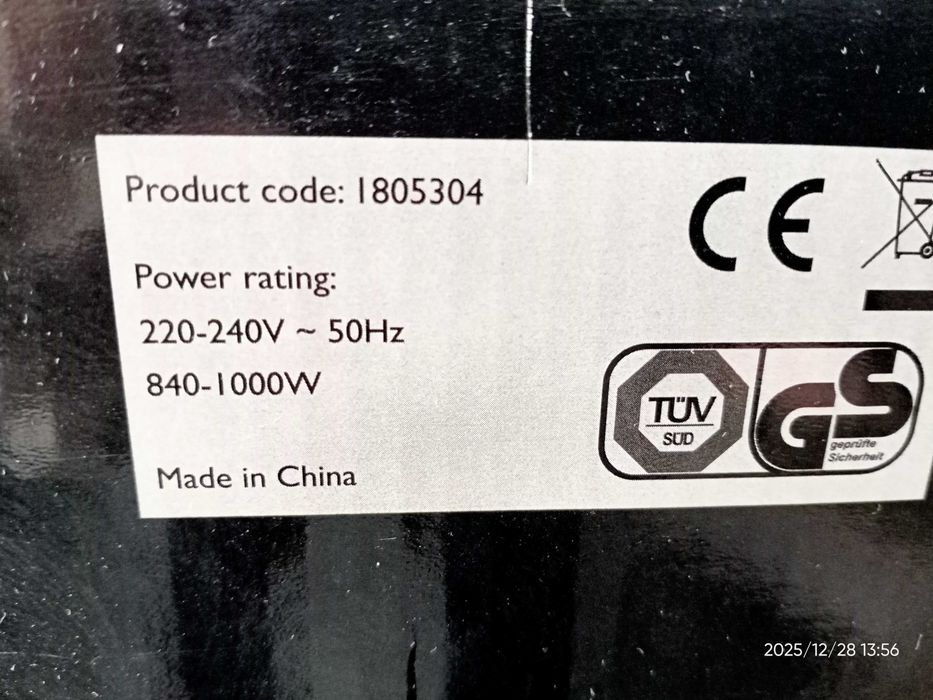 Product code: 1805304
CE
Power rating:
220-240V ~ 50Hz
840-1000W
TÜV
SÜD
GS
geprüfte
Sicherheit
Made in China
2025/12/28 13:56